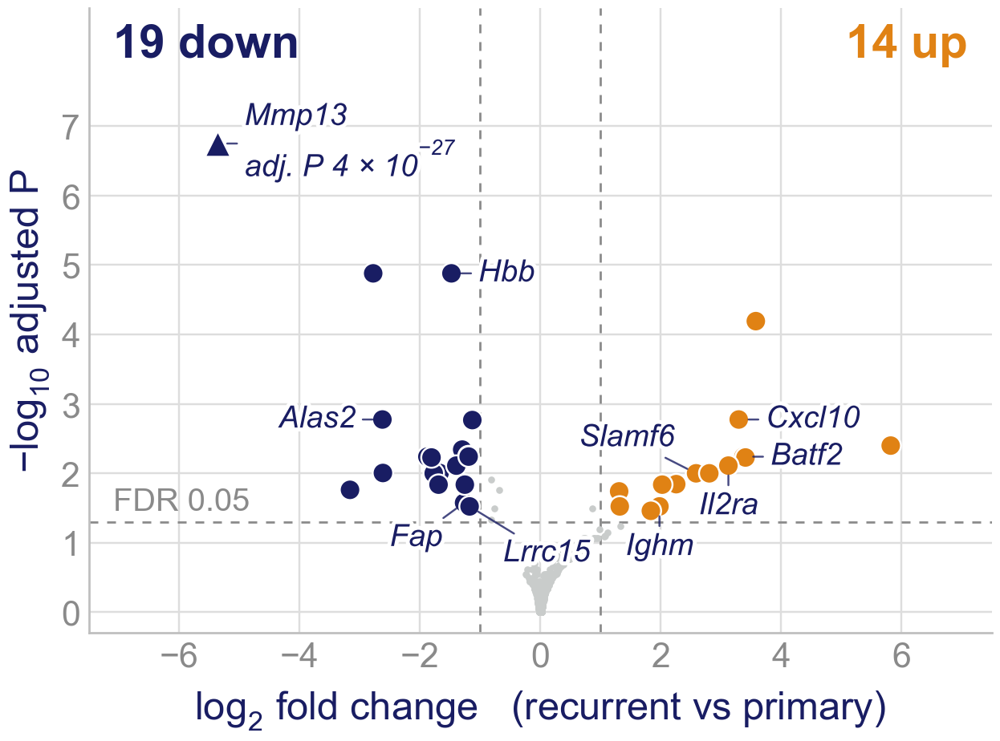 19 down
14 up
Mmp13
adj. P 4 × 10⁻²⁷
Hbb
Alas2
Cxcl10
Slamf6
Batf2
Il2ra
FDR 0.05
Fap
Lrrc15
Ighm
7
6
5
4
3
2
1
0
−log₁₀ adjusted P
−6 −4 −2 0 2 4 6
log₂ fold change (recurrent vs primary)